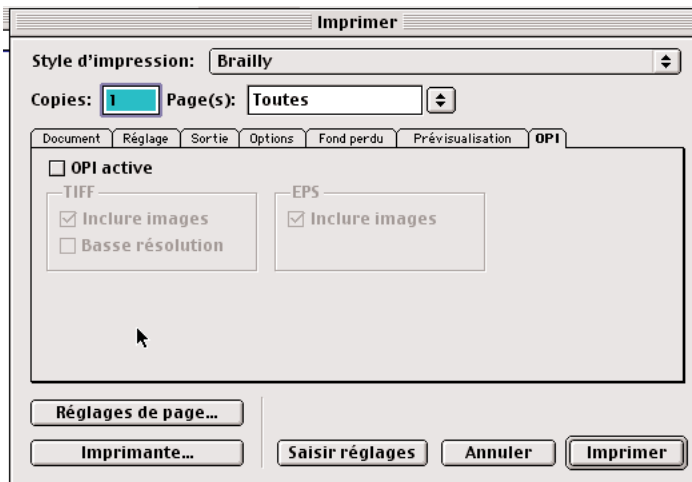 Imprimer
Style d'impression: Brailly
Copies: 1 Page(s): Toutes
Document Réglage Sortie Options Fond perdu Prévisualisation OPI
OPI active
TIFF EPS
Inclure images Inclure images
Basse résolution
Réglages de page...
Imprimante... Saisir réglages Annuler Imprimer